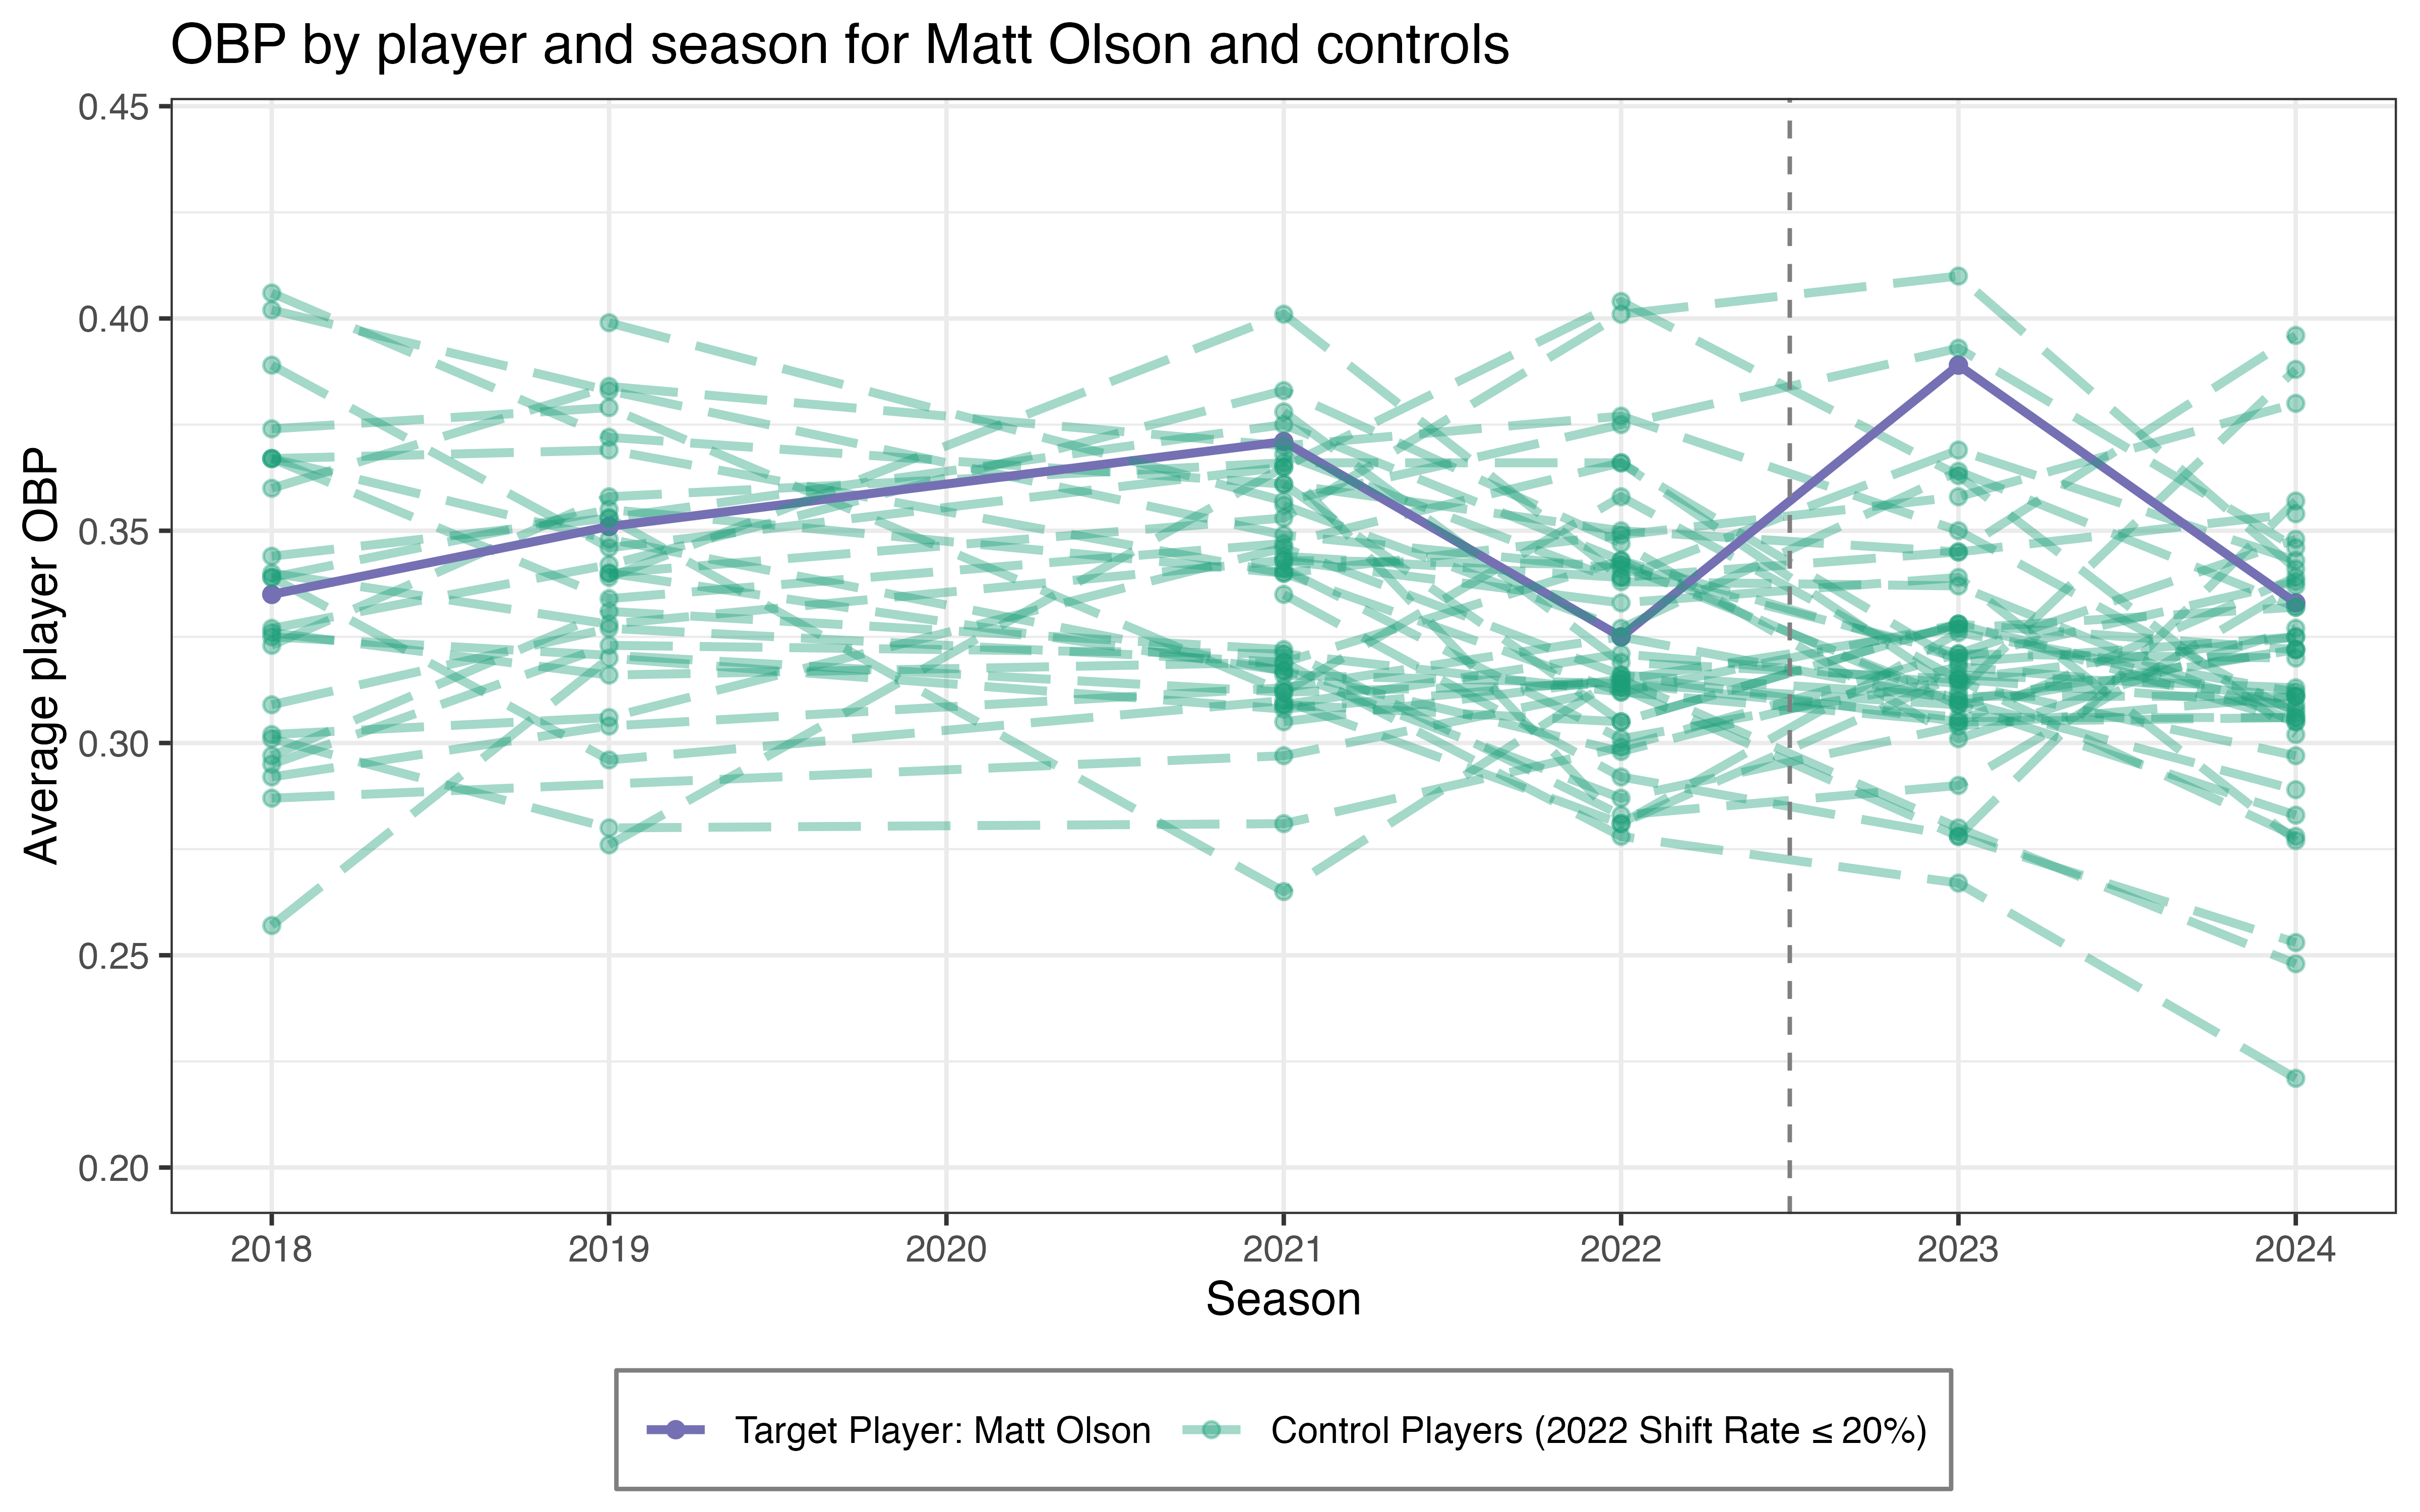 OBP by player and season for Matt Olson and controls
Average player OBP
0.45
0.40
0.35
0.30
0.25
0.20
2018 2019 2020 2021 2022 2023 2024
Season
Target Player: Matt Olson Control Players (2022 Shift Rate ≤ 20%)